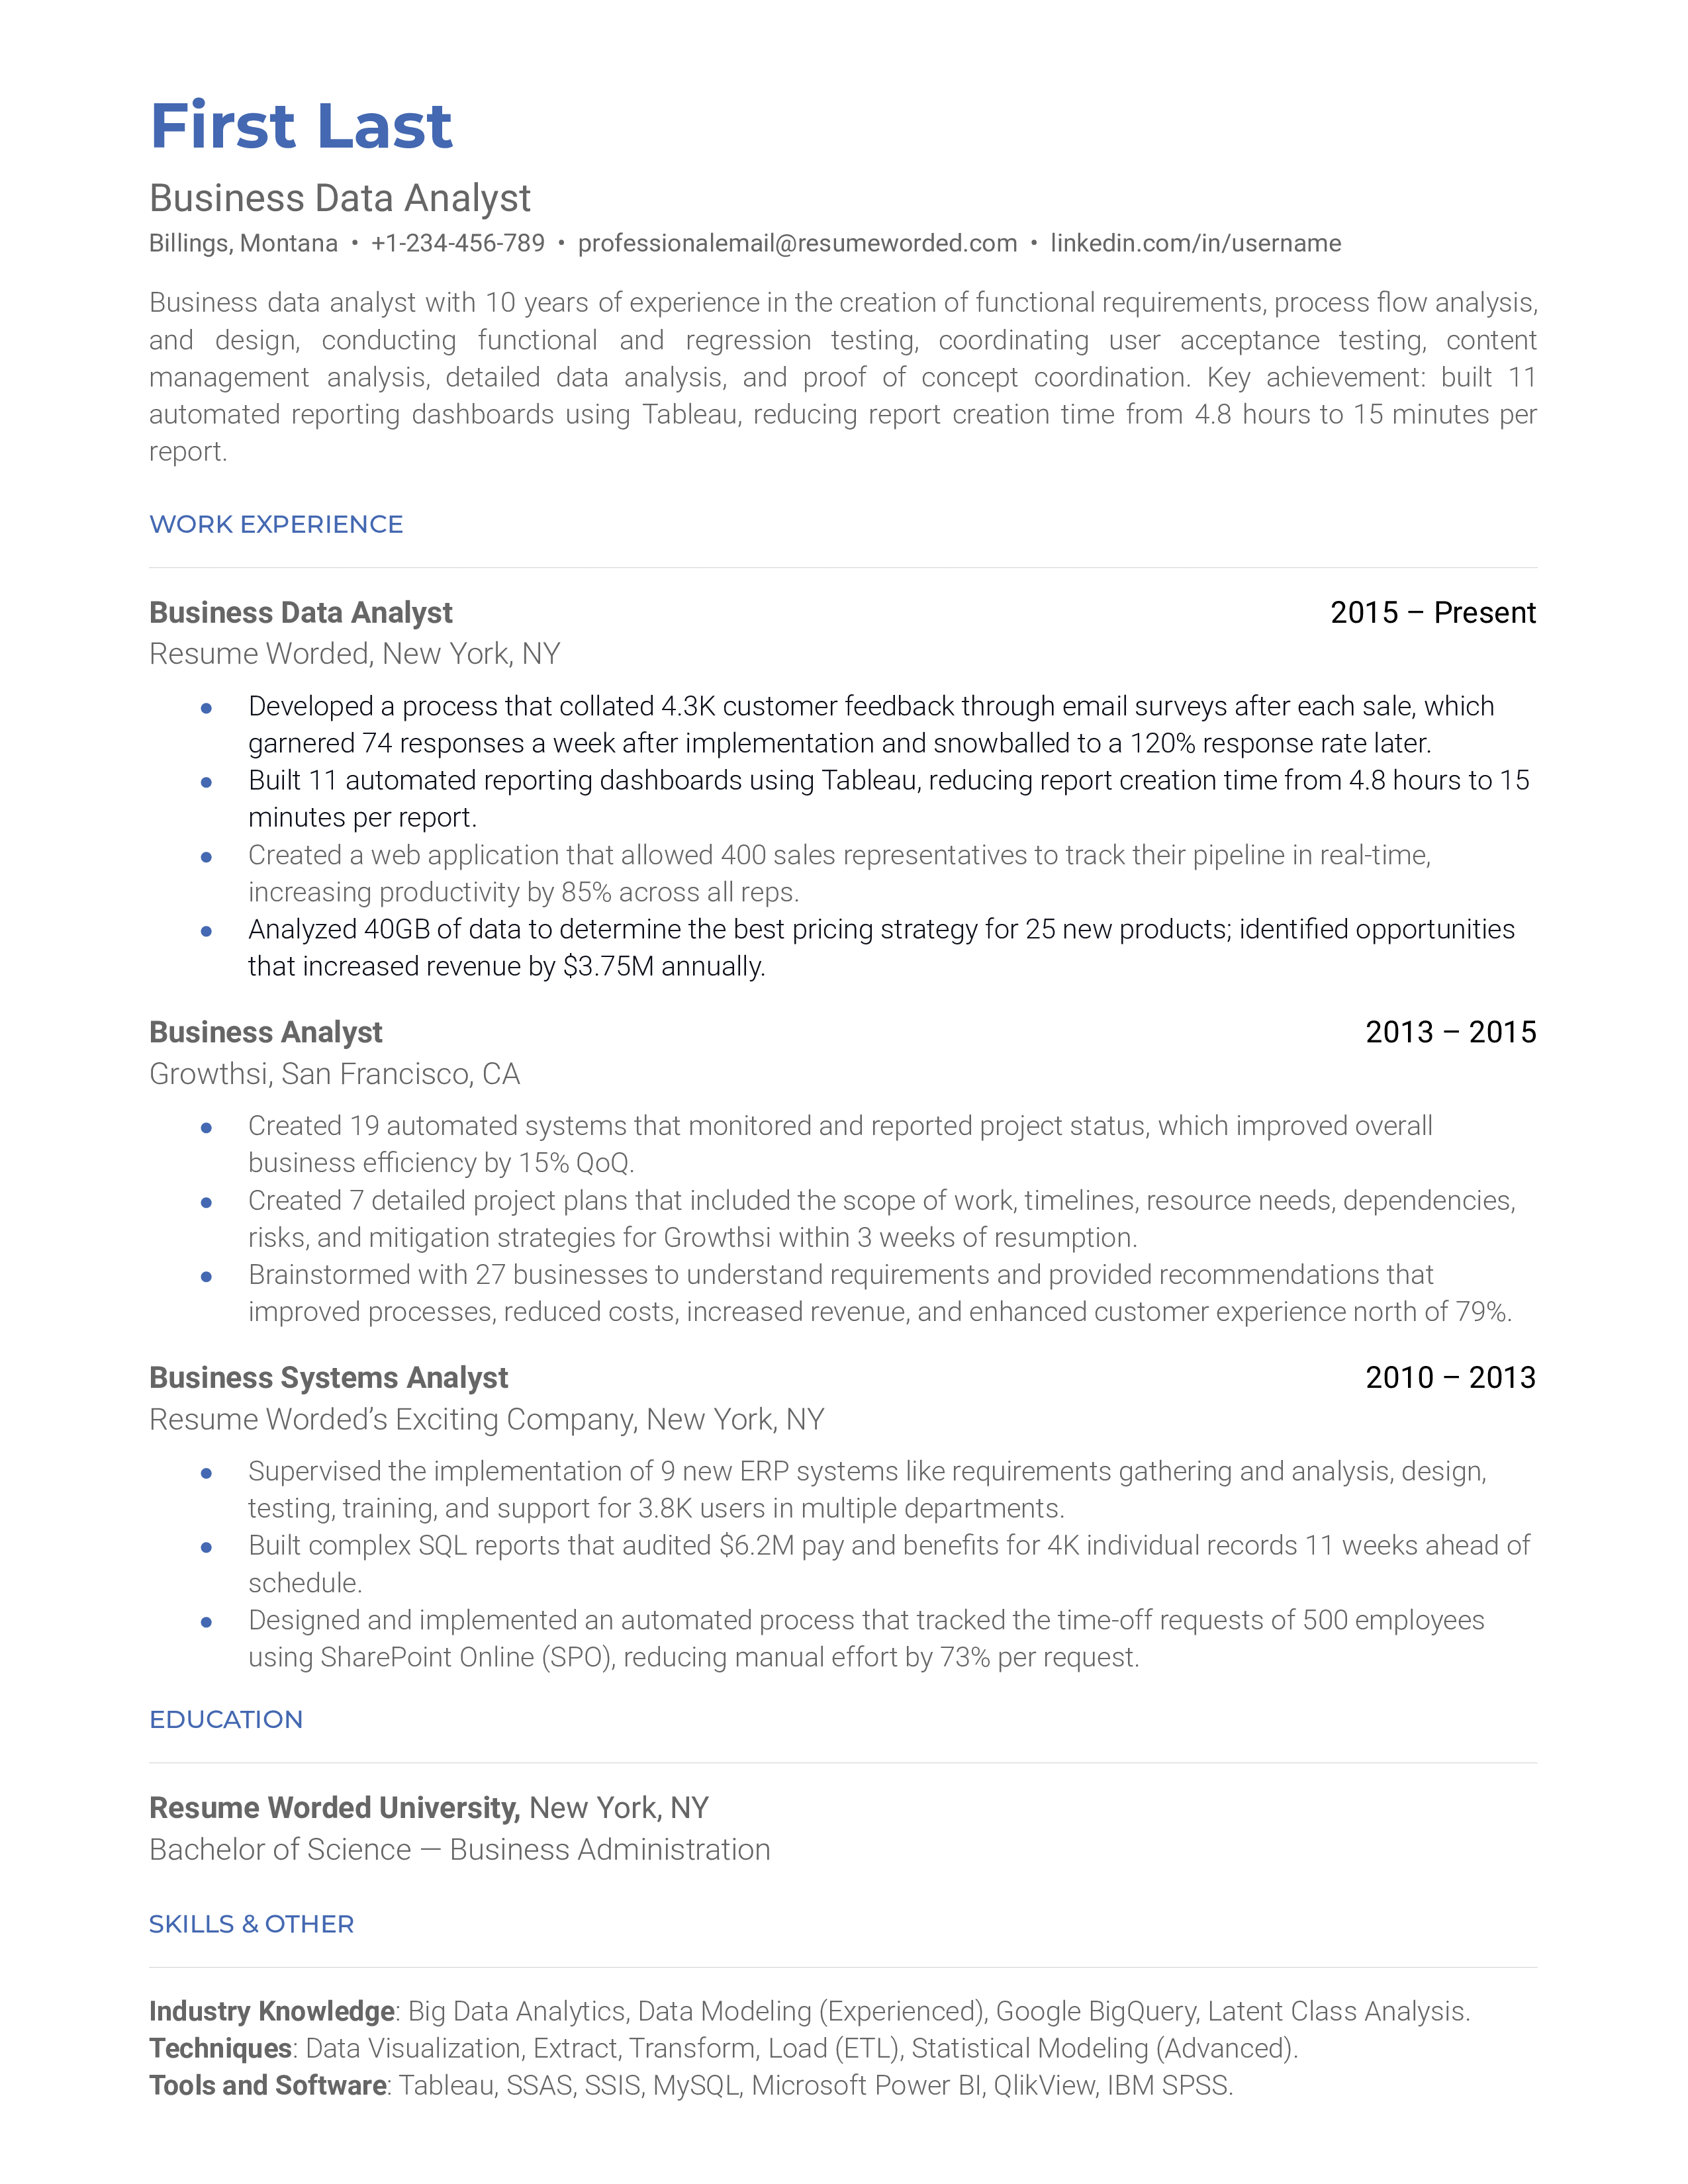 First Last
Business Data Analyst
Billings, Montana • +1-234-456-789 • professionalemail@resumeworded.com • linkedin.com/in/username
Business data analyst with 10 years of experience in the creation of functional requirements, process flow analysis,
and design, conducting functional and regression testing, coordinating user acceptance testing, content
management analysis, detailed data analysis, and proof of concept coordination. Key achievement: built 11
automated reporting dashboards using Tableau, reducing report creation time from 4.8 hours to 15 minutes per
report.
WORK EXPERIENCE
Business Data Analyst 2015 – Present
Resume Worded, New York, NY
● Developed a process that collated 4.3K customer feedback through email surveys after each sale, which
garnered 74 responses a week after implementation and snowballed to a 120% response rate later.
● Built 11 automated reporting dashboards using Tableau, reducing report creation time from 4.8 hours to 15
minutes per report.
● Created a web application that allowed 400 sales representatives to track their pipeline in real-time,
increasing productivity by 85% across all reps.
● Analyzed 40GB of data to determine the best pricing strategy for 25 new products; identified opportunities
that increased revenue by $3.75M annually.
Business Analyst 2013 – 2015
Growthsi, San Francisco, CA
● Created 19 automated systems that monitored and reported project status, which improved overall
business efficiency by 15% QoQ.
● Created 7 detailed project plans that included the scope of work, timelines, resource needs, dependencies,
risks, and mitigation strategies for Growthsi within 3 weeks of resumption.
● Brainstormed with 27 businesses to understand requirements and provided recommendations that
improved processes, reduced costs, increased revenue, and enhanced customer experience north of 79%.
Business Systems Analyst 2010 – 2013
Resume Worded’s Exciting Company, New York, NY
● Supervised the implementation of 9 new ERP systems like requirements gathering and analysis, design,
testing, training, and support for 3.8K users in multiple departments.
● Built complex SQL reports that audited $6.2M pay and benefits for 4K individual records 11 weeks ahead of
schedule.
● Designed and implemented an automated process that tracked the time-off requests of 500 employees
using SharePoint Online (SPO), reducing manual effort by 73% per request.
EDUCATION
Resume Worded University, New York, NY
Bachelor of Science — Business Administration
SKILLS & OTHER
Industry Knowledge: Big Data Analytics, Data Modeling (Experienced), Google BigQuery, Latent Class Analysis.
Techniques: Data Visualization, Extract, Transform, Load (ETL), Statistical Modeling (Advanced).
Tools and Software: Tableau, SSAS, SSIS, MySQL, Microsoft Power BI, QlikView, IBM SPSS.